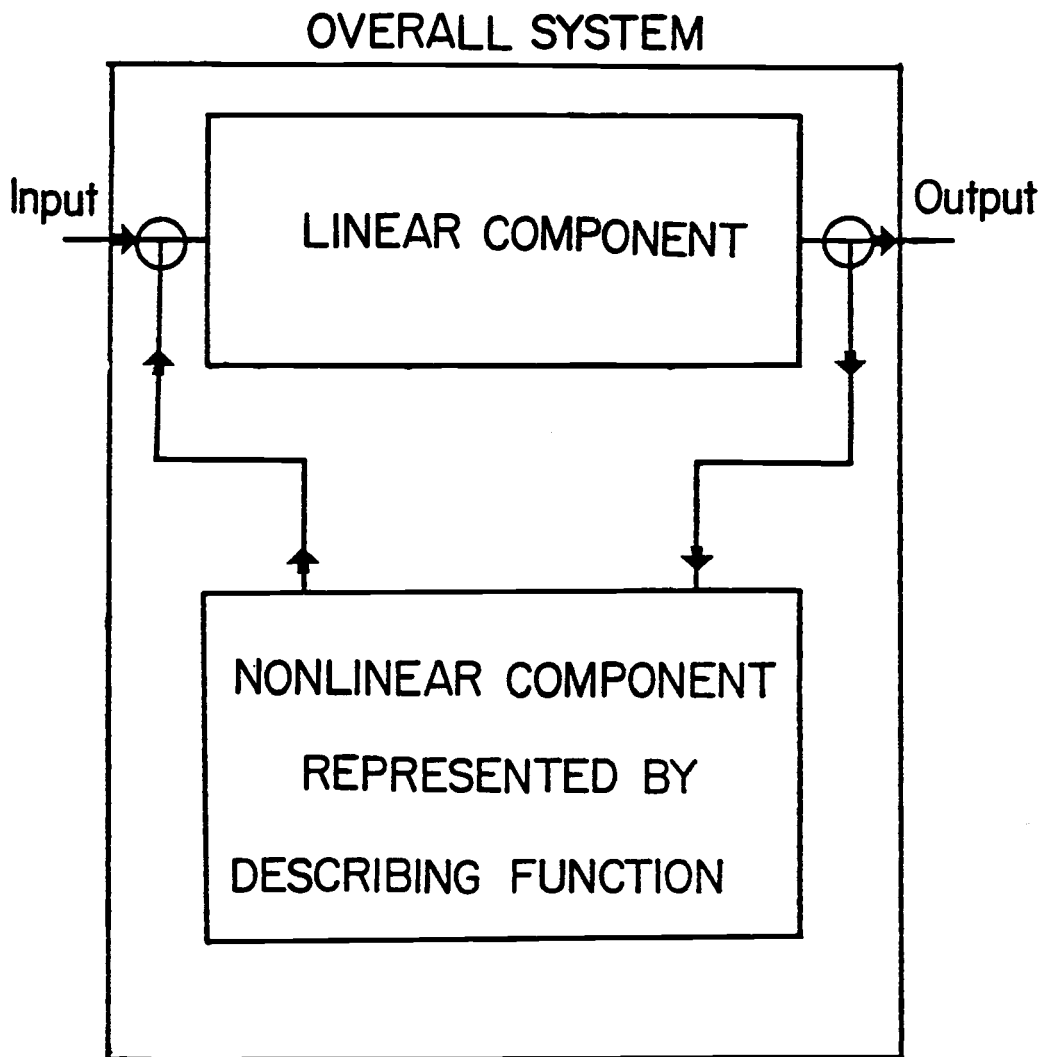 OVERALL SYSTEM
Input
Output
LINEAR COMPONENT
NONLINEAR COMPONENT
REPRESENTED BY
DESCRIBING FUNCTION